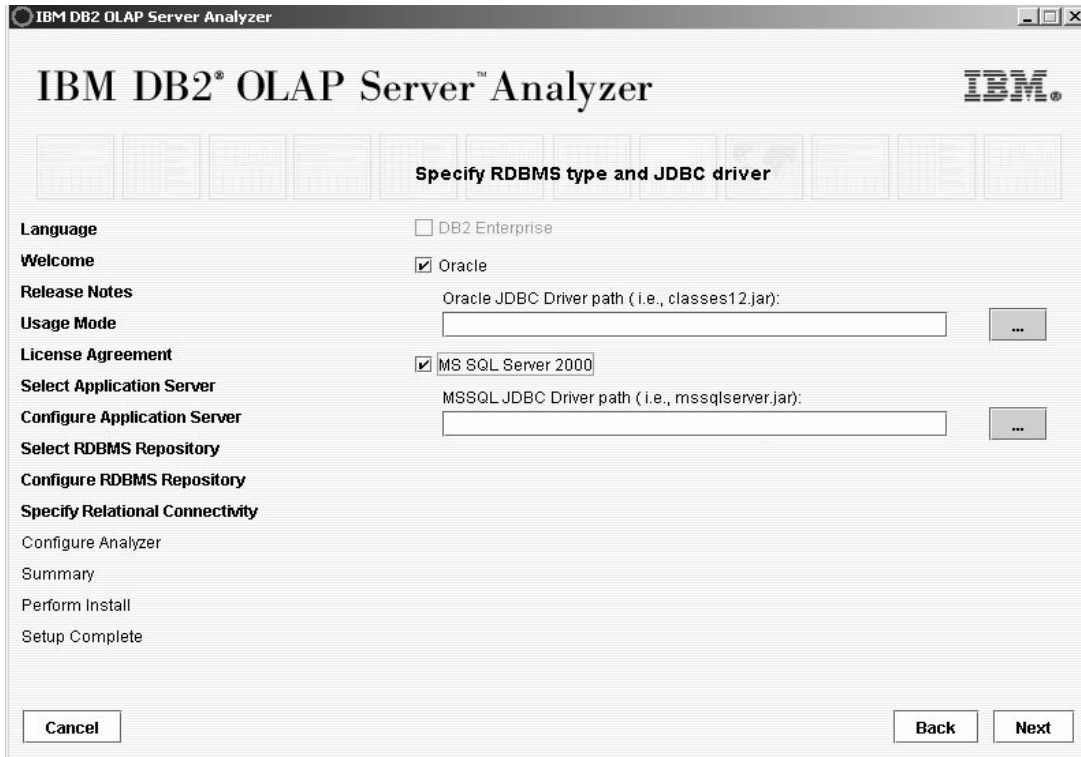 IBM DB2 OLAP Server Analyzer
IBM DB2® OLAP Server™ Analyzer
IBM®
Specify RDBMS type and JDBC driver
Language
Welcome
Release Notes
Usage Mode
License Agreement
Select Application Server
Configure Application Server
Select RDBMS Repository
Configure RDBMS Repository
Specify Relational Connectivity
Configure Analyzer
Summary
Perform Install
Setup Complete
DB2 Enterprise
Oracle
Oracle JDBC Driver path ( i.e., classes12.jar):
...
MS SQL Server 2000
MSSQL JDBC Driver path ( i.e., mssqlserver.jar):
...
Cancel
Back
Next